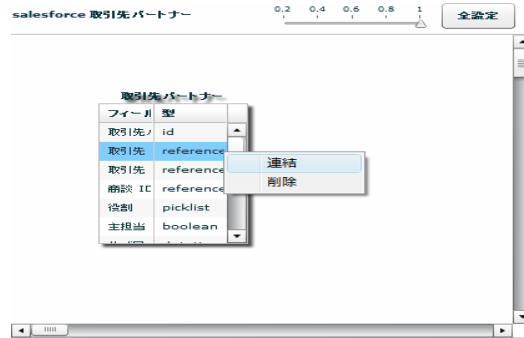 salesforce 取引先パートナー
0.2 0.4 0.6 0.8 1
全設定
取引先パートナー
フィール 型
取引先 id
取引先 reference
取引先 reference
商談 ID reference
役割 picklist
主担当 boolean
連結
削除